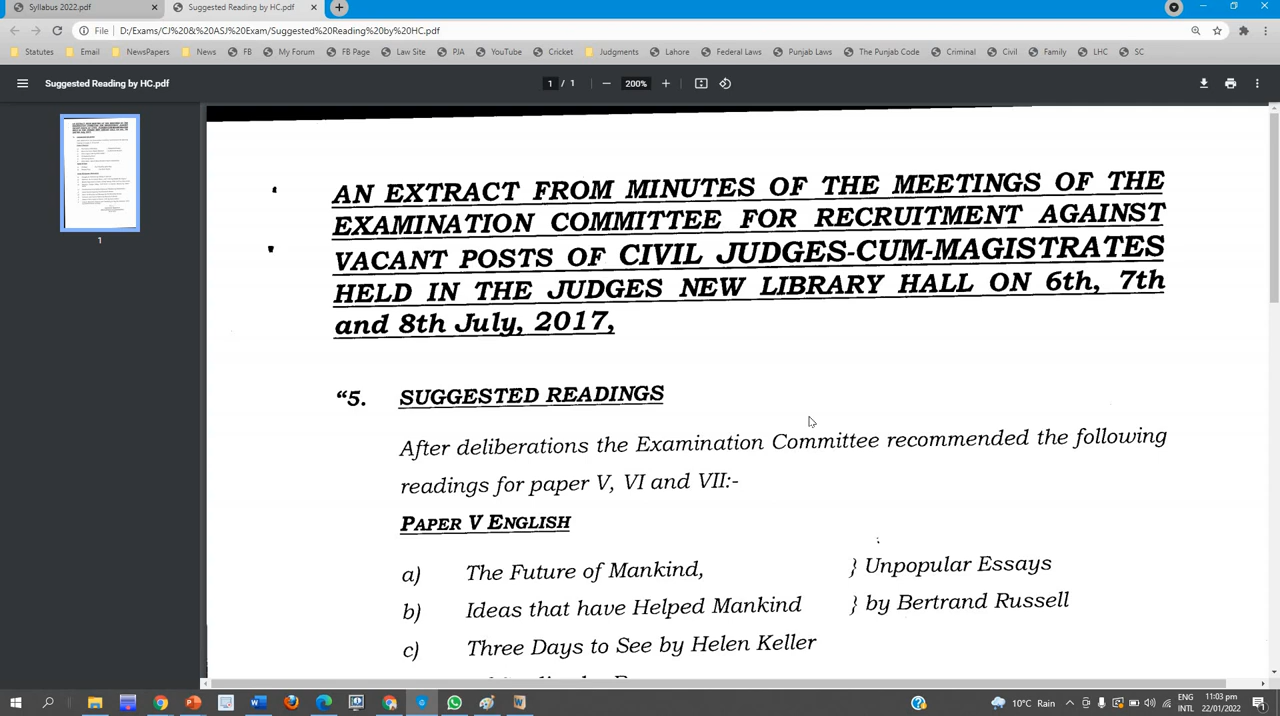 Syllabus 2022.pdf
Suggested Reading by HC.pdf
File D:/Exams/CJ%20&%20ASJ%20Exam/Suggested%20Reading%20by%20HC.pdf
Statutes Email NewsPapers News FB My Forum FB Page Law Site PJA YouTube Cricket Judgments Lahore Federal Laws Punjab Laws The Punjab Code Criminal Civil Family LHC SC
Suggested Reading by HC.pdf 1 / 1 200%
1
AN EXTRACT FROM MINUTES OF THE MEETINGS OF THE
EXAMINATION COMMITTEE FOR RECRUITMENT AGAINST
VACANT POSTS OF CIVIL JUDGES-CUM-MAGISTRATES
HELD IN THE JUDGES NEW LIBRARY HALL ON 6th, 7th
and 8th July, 2017,
"5. SUGGESTED READINGS
After deliberations the Examination Committee recommended the following
readings for paper V, VI and VII:-
PAPER V ENGLISH
a) The Future of Mankind, } Unpopular Essays
b) Ideas that have Helped Mankind } by Bertrand Russell
c) Three Days to See by Helen Keller
10°C Rain
ENG
INTL
11:03 pm
22/01/2022
1